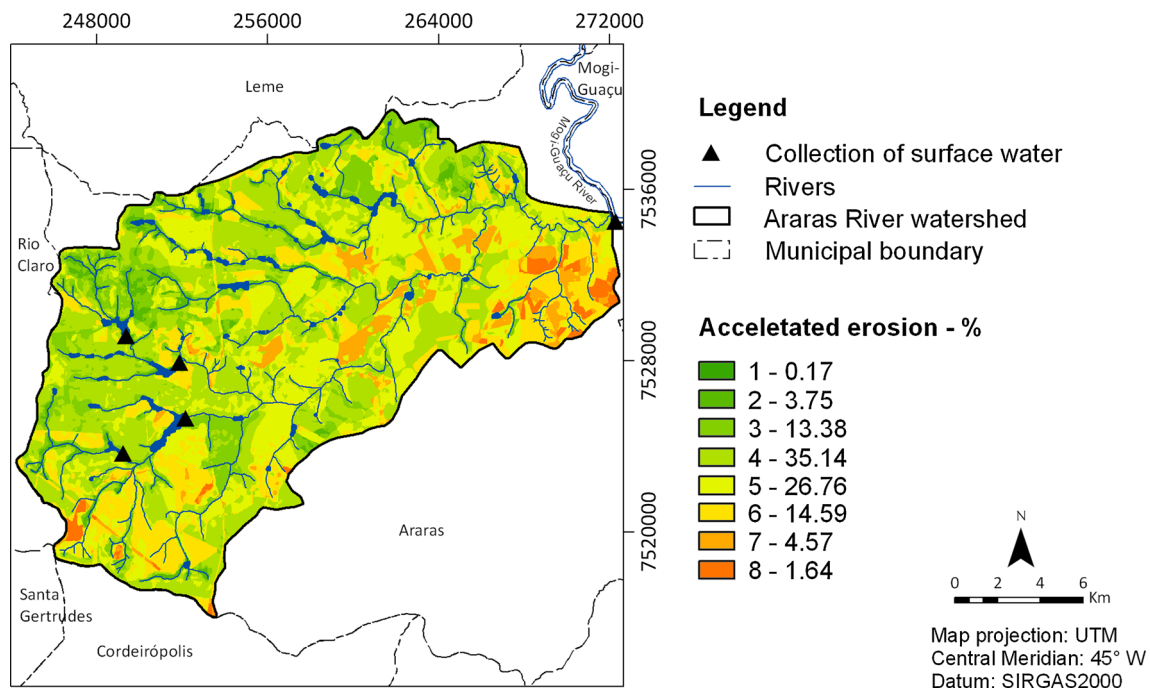 248000 256000 264000 272000
Mogi-
Guaçu
Leme
Mogi-Guaçu River
7536000
Rio
Claro
7528000
7520000
Araras
Santa
Gertrudes
Cordeirópolis
Legend
Collection of surface water
Rivers
Araras River watershed
Municipal boundary
Acceletated erosion - %
1 - 0.17
2 - 3.75
3 - 13.38
4 - 35.14
5 - 26.76
6 - 14.59
7 - 4.57
8 - 1.64
N
0 2 4 6
Km
Map projection: UTM
Central Meridian: 45° W
Datum: SIRGAS2000